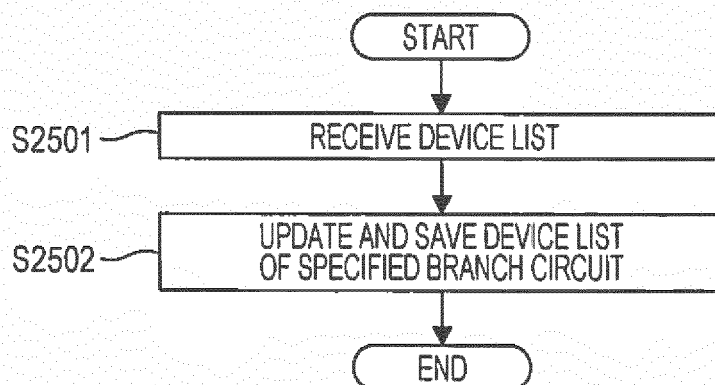 START
S2501
RECEIVE DEVICE LIST
S2502
UPDATE AND SAVE DEVICE LIST
OF SPECIFIED BRANCH CIRCUIT
END